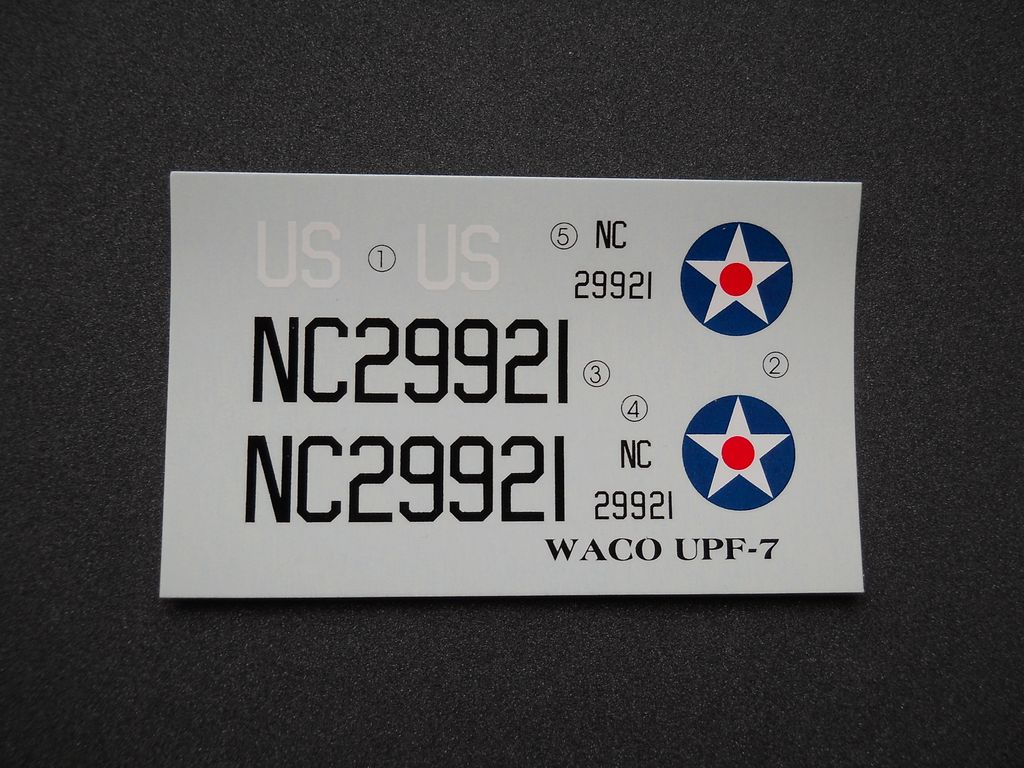 US ① US
⑤ NC
29921
NC29921 ③
②
④
NC
NC29921
29921
WACO UPF-7